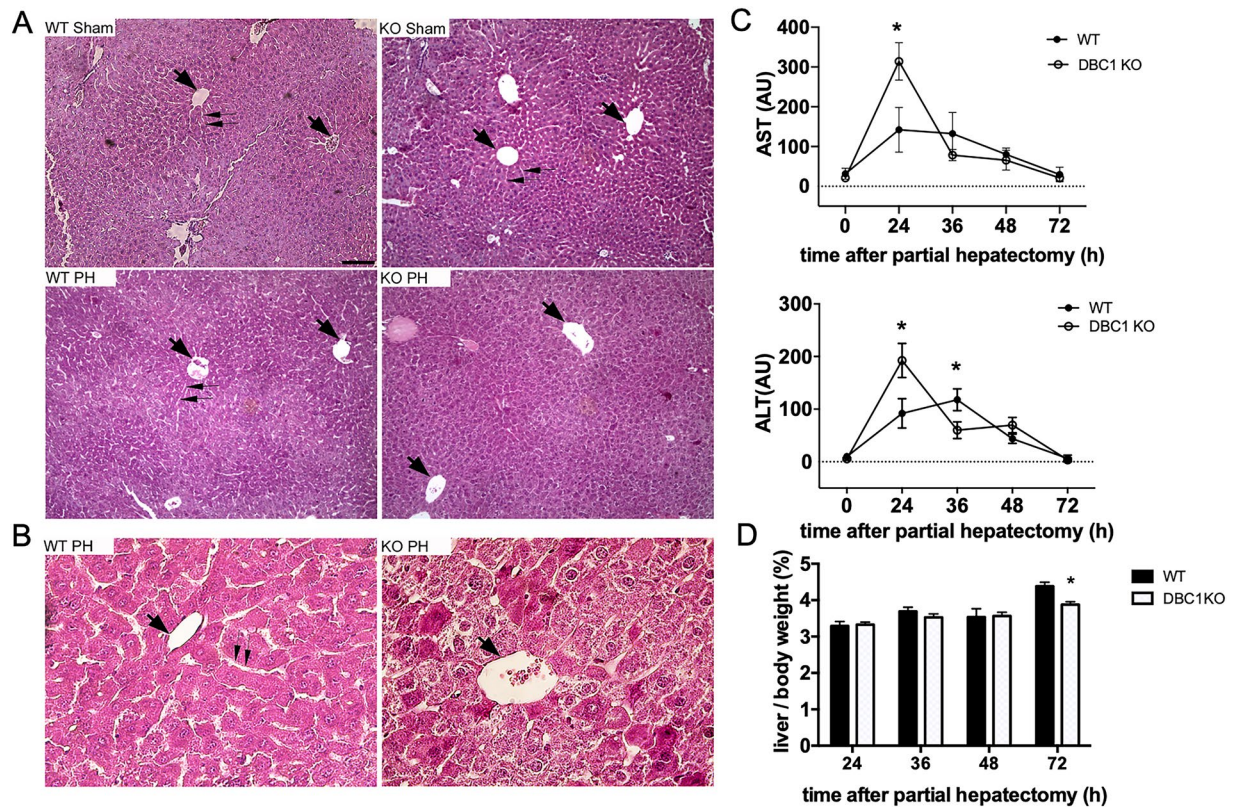 A
WT Sham
KO Sham
WT PH
KO PH
B
WT PH
KO PH
C
400
300
200
100
0
AST (AU)
*
WT
DBC1 KO
0 24 36 48 72
time after partial hepatectomy (h)
300
200
100
0
ALT(AU)
*
*
WT
DBC1 KO
0 24 36 48 72
time after partial hepatectomy (h)
D
5
4
3
2
1
0
liver / body weight (%)
*
WT
DBC1KO
24 36 48 72
time after partial hepatectomy (h)